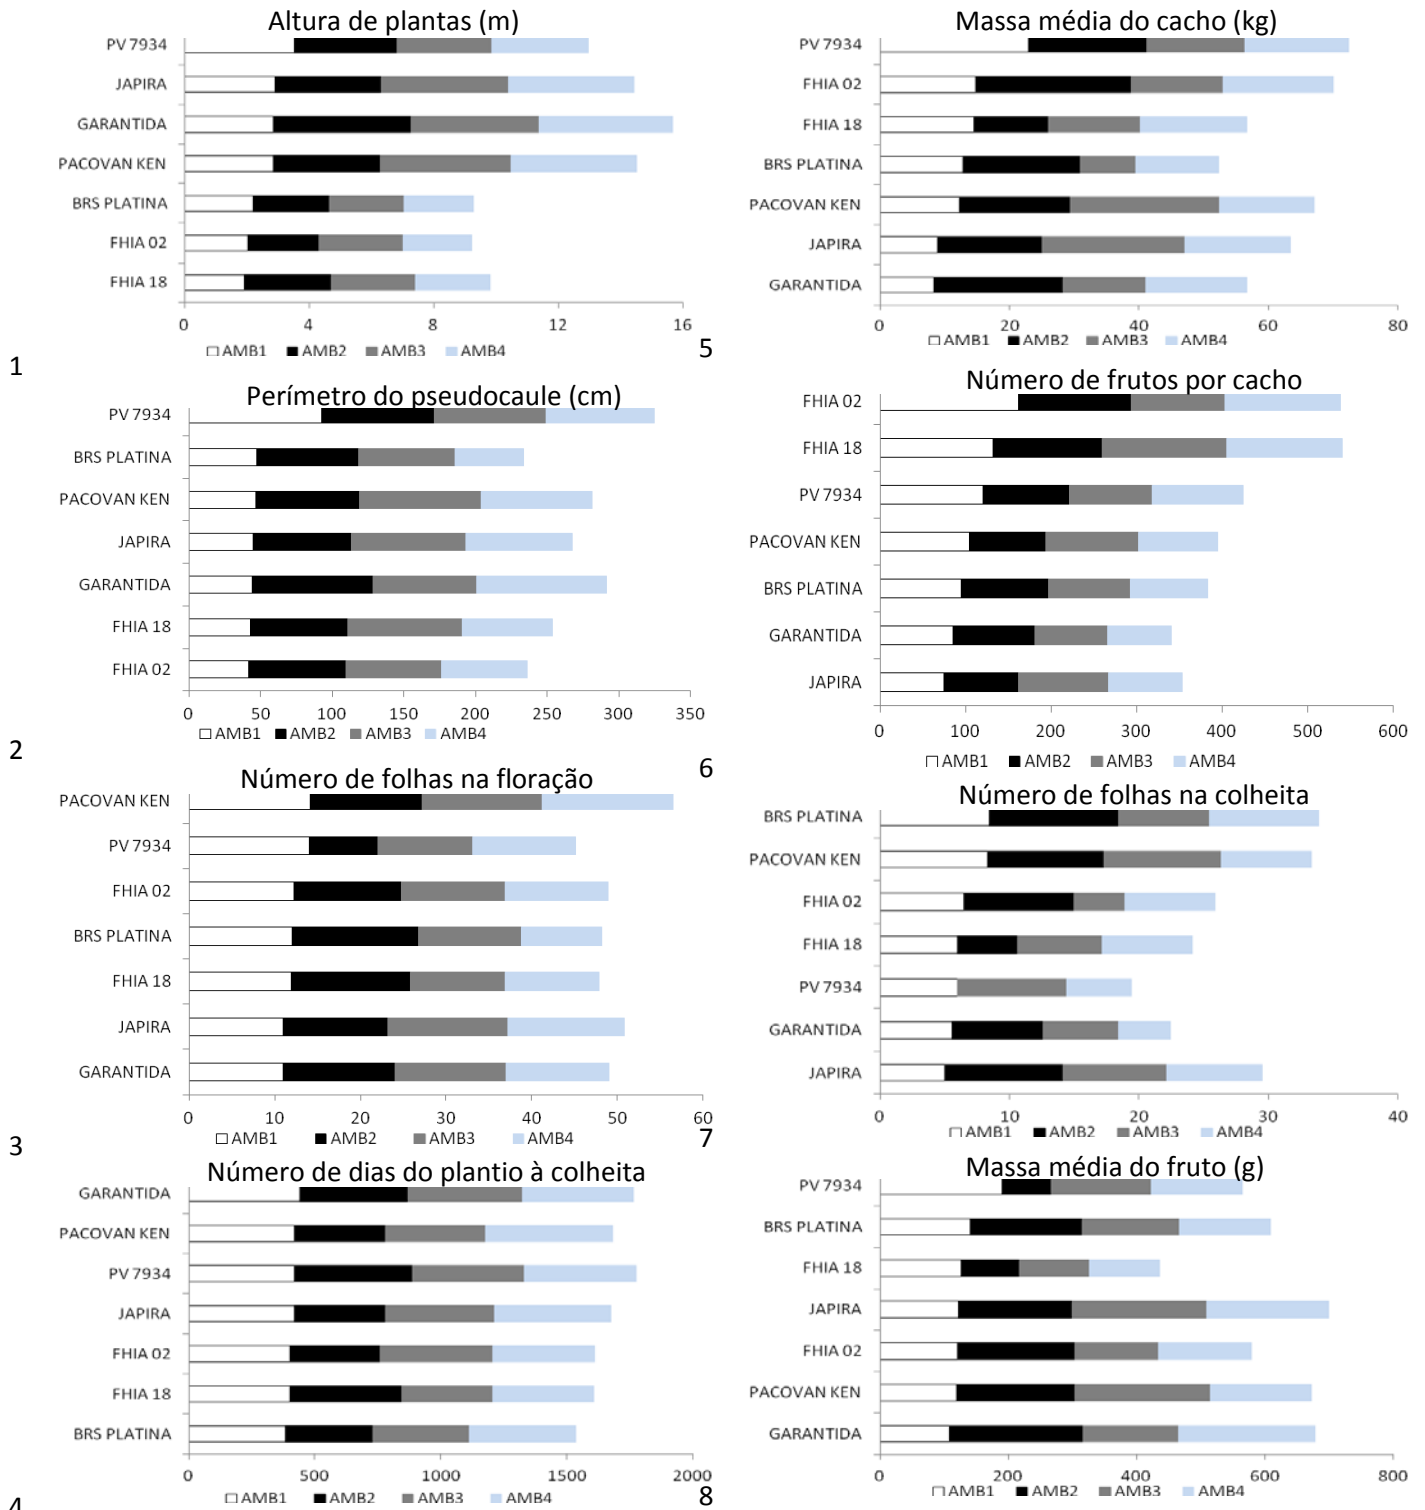 Altura de plantas (m)
PV 7934
JAPIRA
GARANTIDA
PACOVAN KEN
BRS PLATINA
FHIA 02
FHIA 18
0 4 8 12 16
AMB1 AMB2 AMB3 AMB4
1
Perímetro do pseudocaule (cm)
PV 7934
BRS PLATINA
PACOVAN KEN
JAPIRA
GARANTIDA
FHIA 18
FHIA 02
0 50 100 150 200 250 300 350
AMB1 AMB2 AMB3 AMB4
2
Número de folhas na floração
PACOVAN KEN
PV 7934
FHIA 02
BRS PLATINA
FHIA 18
JAPIRA
GARANTIDA
0 10 20 30 40 50 60
AMB1 AMB2 AMB3 AMB4
3
Número de dias do plantio à colheita
GARANTIDA
PACOVAN KEN
PV 7934
JAPIRA
FHIA 02
FHIA 18
BRS PLATINA
0 500 1000 1500 2000
AMB1 AMB2 AMB3 AMB4
4
Massa média do cacho (kg)
PV 7934
FHIA 02
FHIA 18
BRS PLATINA
PACOVAN KEN
JAPIRA
GARANTIDA
0 20 40 60 80
AMB1 AMB2 AMB3 AMB4
5
Número de frutos por cacho
FHIA 02
FHIA 18
PV 7934
PACOVAN KEN
BRS PLATINA
GARANTIDA
JAPIRA
0 100 200 300 400 500 600
AMB1 AMB2 AMB3 AMB4
6
Número de folhas na colheita
BRS PLATINA
PACOVAN KEN
FHIA 02
FHIA 18
PV 7934
GARANTIDA
JAPIRA
0 10 20 30 40
AMB1 AMB2 AMB3 AMB4
7
Massa média do fruto (g)
PV 7934
BRS PLATINA
FHIA 18
JAPIRA
FHIA 02
PACOVAN KEN
GARANTIDA
0 200 400 600 800
AMB1 AMB2 AMB3 AMB4
8